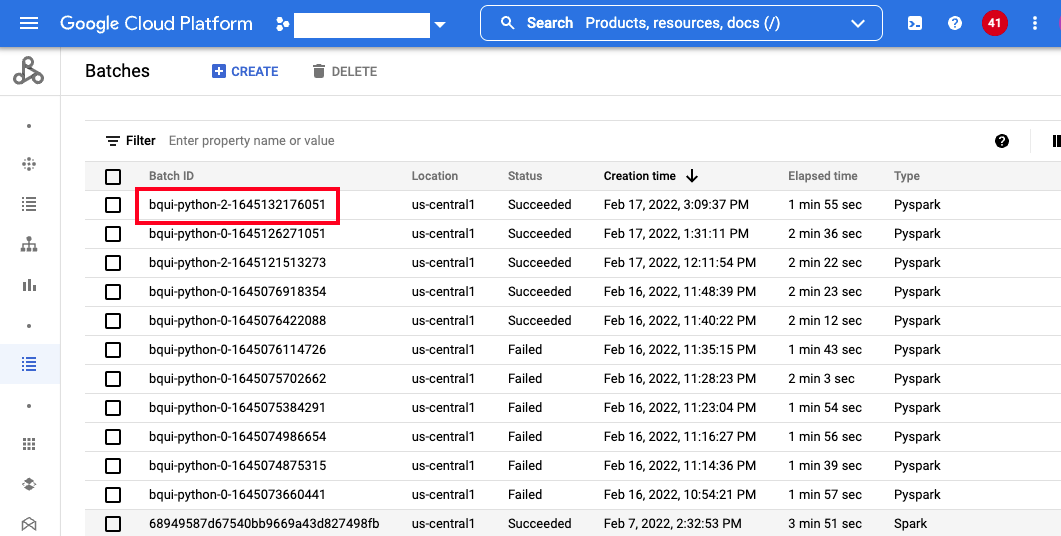 Google Cloud Platform Search Products, resources, docs (/) 41
Batches CREATE DELETE
Filter Enter property name or value
Batch ID Location Status Creation time Elapsed time Type
bqui-python-2-1645132176051 us-central1 Succeeded Feb 17, 2022, 3:09:37 PM 1 min 55 sec Pyspark
bqui-python-0-1645126271051 us-central1 Succeeded Feb 17, 2022, 1:31:11 PM 2 min 36 sec Pyspark
bqui-python-2-1645121513273 us-central1 Succeeded Feb 17, 2022, 12:11:54 PM 2 min 22 sec Pyspark
bqui-python-0-1645076918354 us-central1 Succeeded Feb 16, 2022, 11:48:39 PM 2 min 23 sec Pyspark
bqui-python-0-1645076422088 us-central1 Succeeded Feb 16, 2022, 11:40:22 PM 2 min 12 sec Pyspark
bqui-python-0-1645076114726 us-central1 Failed Feb 16, 2022, 11:35:15 PM 1 min 43 sec Pyspark
bqui-python-0-1645075702662 us-central1 Failed Feb 16, 2022, 11:28:23 PM 2 min 3 sec Pyspark
bqui-python-0-1645075384291 us-central1 Failed Feb 16, 2022, 11:23:04 PM 1 min 54 sec Pyspark
bqui-python-0-1645074986654 us-central1 Failed Feb 16, 2022, 11:16:27 PM 1 min 56 sec Pyspark
bqui-python-0-1645074875315 us-central1 Failed Feb 16, 2022, 11:14:36 PM 1 min 39 sec Pyspark
bqui-python-0-1645073660441 us-central1 Failed Feb 16, 2022, 10:54:21 PM 1 min 57 sec Pyspark
68949587d67540bb9669a43d827498fb us-central1 Succeeded Feb 7, 2022, 2:32:53 PM 3 min 51 sec Spark